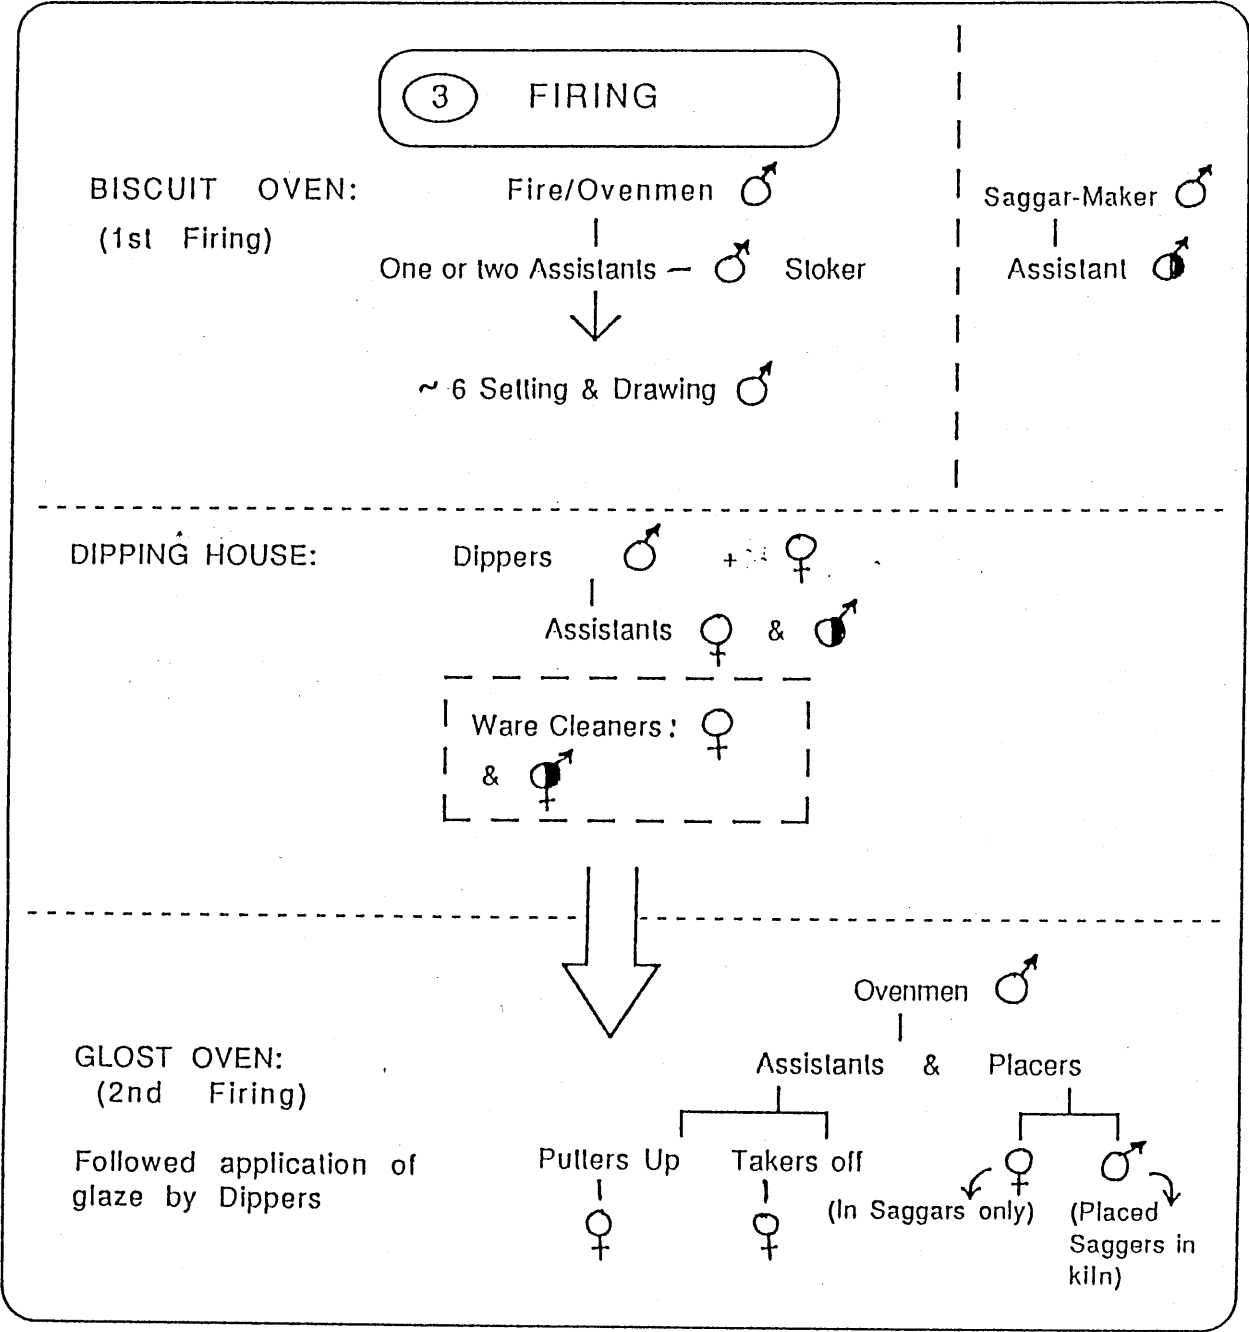 3 FIRING
BISCUIT OVEN:
(1st Firing)
Fire/Ovenmen ♂
One or two Assistants – ♂ Stoker
~ 6 Setting & Drawing ♂
Saggar-Maker ♂
Assistant
DIPPING HOUSE:
Dippers ♂ + ♀
Assistants ♀ &
Ware Cleaners: ♀
&
Ovenmen ♂
GLOST OVEN:
(2nd Firing)
Assistants & Placers
Followed application of
glaze by Dippers
Putters Up
♀
Takers off
♀
♀ ♂
(In Saggars only)
(Placed
Saggers in
kiln)